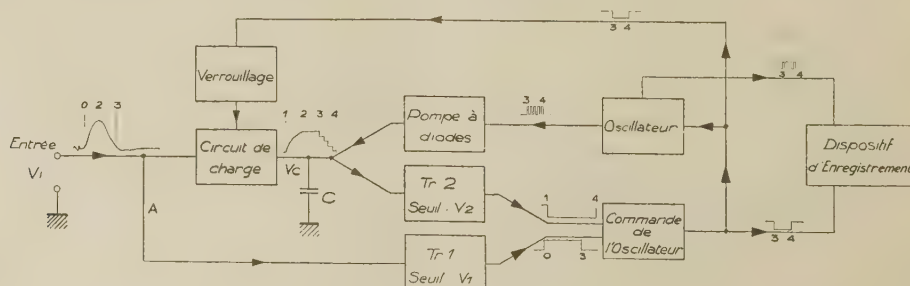 3 4
Verrouillage
0 2 3
Entrée
Vi
A
Circuit de
charge
1 2 3 4
Vc
C
Pompe à
diodes
3 4
Oscillateur
3 4
Tr 2
Seuil . V2
1 4
Tr 1
Seuil V1
0 3
Commande
de
l'Oscillateur
3 4
Dispositif
d'Enregistrement